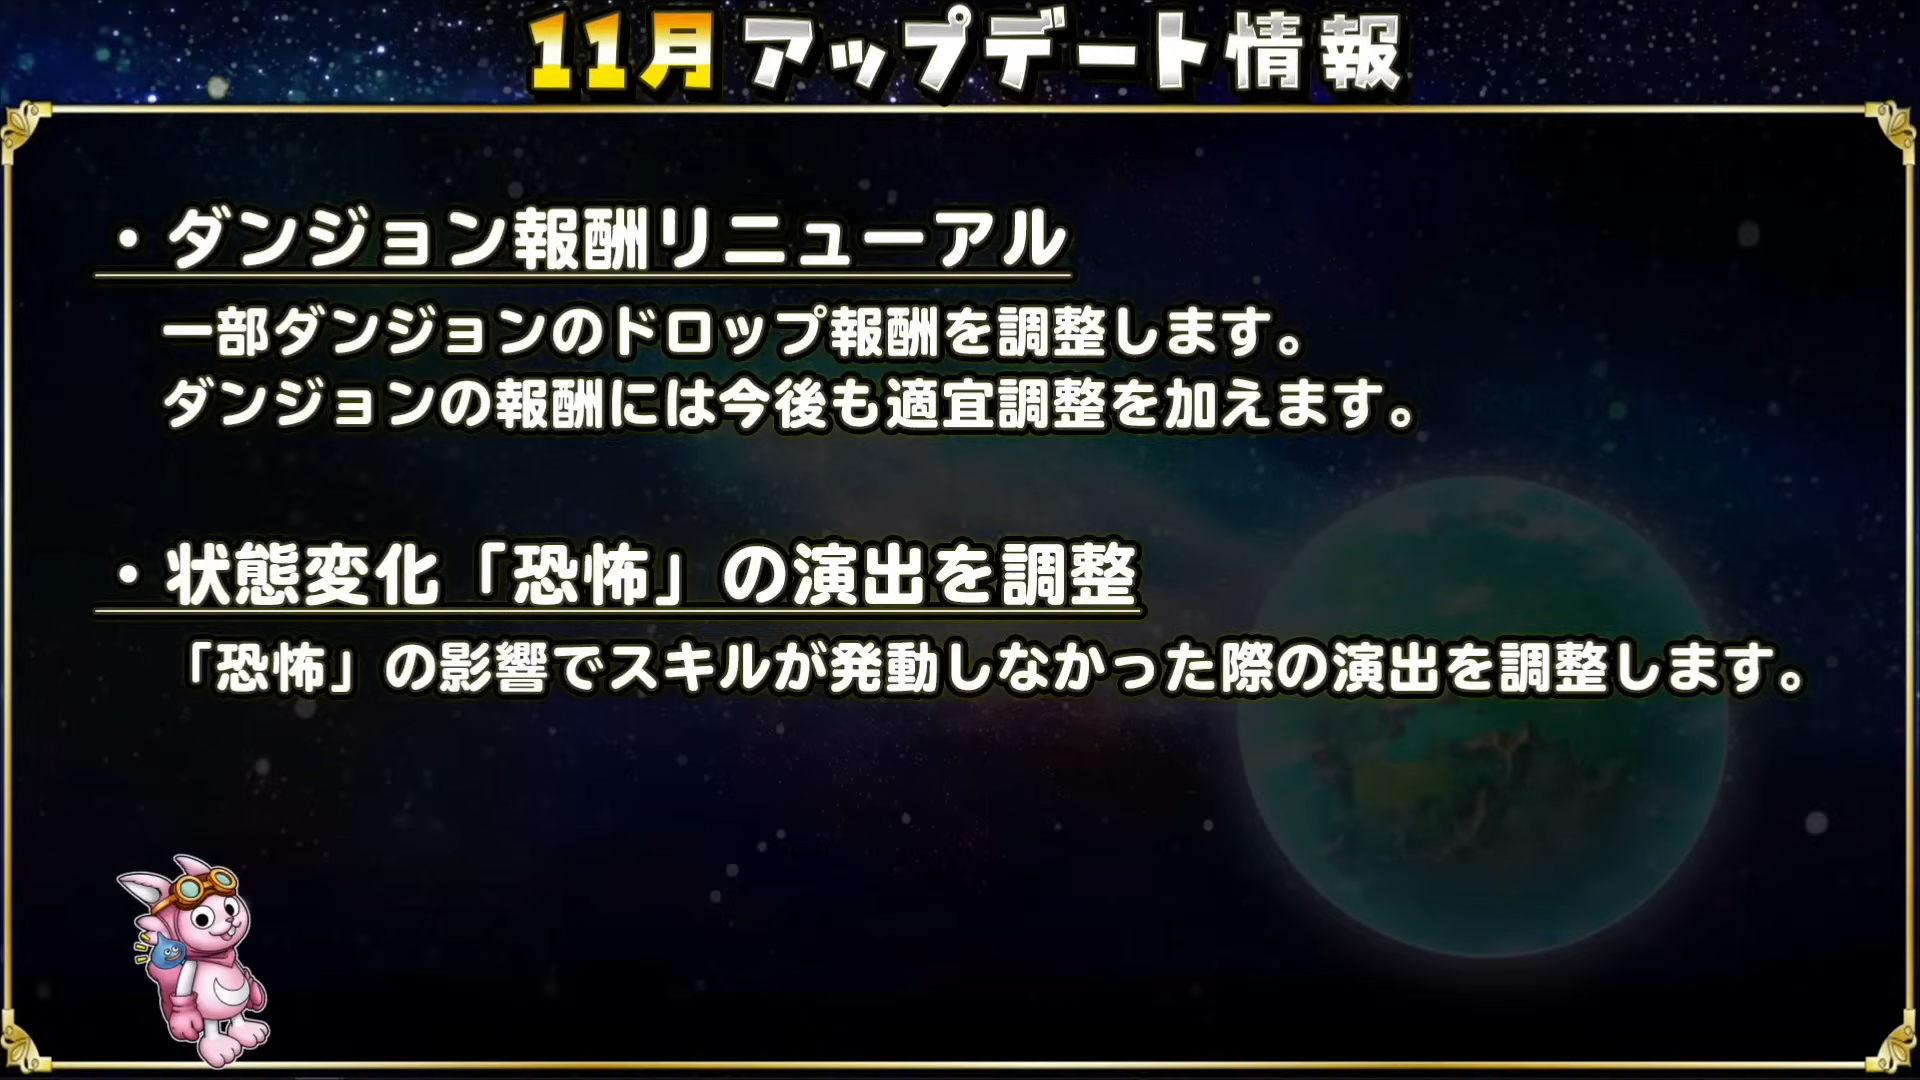 11月アップデート情報
・ダンジョン報酬リニューアル
一部ダンジョンのドロップ報酬を調整します。
ダンジョンの報酬には今後も適宜調整を加えます。
・状態変化「恐怖」の演出を調整
「恐怖」の影響でスキルが発動しなかった際の演出を調整します。